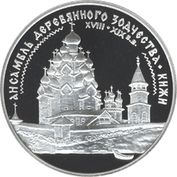 АНСАМБЛЬ ДЕРЕВЯННОГО ЗОДЧЕСТВА • КИЖИ
XVIII - XIX в.в.